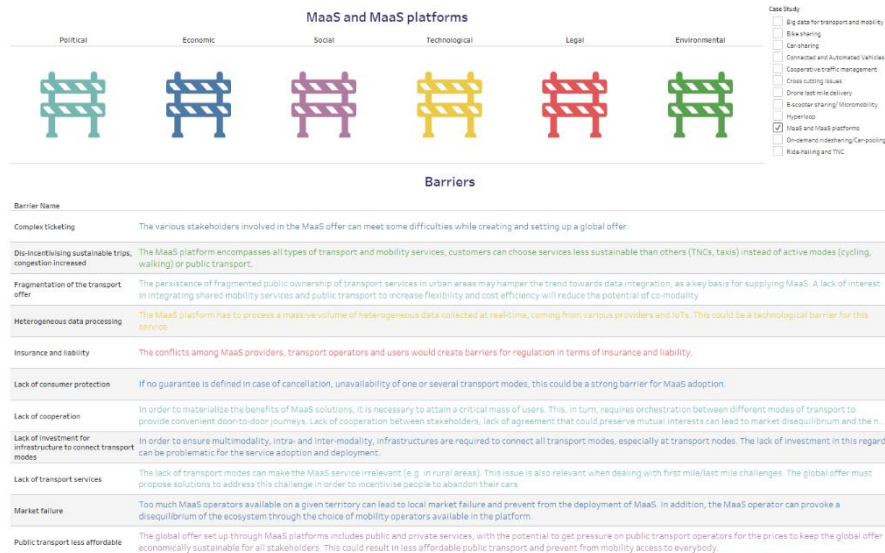 MaaS and MaaS platforms
Political
Economic
Social
Technological
Legal
Environmental
Case Study
Big data for transport and mobility
Bike sharing
Car-sharing
Connected and Automated Vehicles
Cooperative traffic management
Cross cutting issues
Drone last mile delivery
E-scooter sharing/ Micromobility
Hyperloop
MaaS and MaaS platforms
On-demand ridesharing/Car-pooling
Ride-hailing and TNC
Barriers
Barrier Name
Complex ticketing
The various stakeholders involved in the MaaS offer can meet some difficulties while creating and setting up a global offer.
Dis-incentivising sustainable trips,
congestion increased
The MaaS platform encompasses all types of transport and mobility services, customers can choose services less sustainable than others (TNCs, taxis) instead of active modes (cycling,
walking) or public transport.
Fragmentation of the transport
offer
The persistence of fragmented public ownership of transport services in urban areas may hamper the trend towards data integration, as a key basis for supplying MaaS. A lack of interest
in integrating shared mobility services and public transport to increase flexibility and cost efficiency will reduce the potential of co-modality
Heterogeneous data processing
The MaaS platform has to process a massive volume of heterogeneous data collected at real-time, coming from various providers and IoTs. This could be a technological barrier for this
service.
Insurance and liability
The conflicts among MaaS providers, transport operators and users would create barriers for regulation in terms of insurance and liability.
Lack of consumer protection
If no guarantee is defined in case of cancellation, unavailability of one or several transport modes, this could be a strong barrier for MaaS adoption.
Lack of cooperation
In order to materialize the benefits of MaaS solutions, it is necessary to attain a critical mass of users. This, in turn, requires orchestration between different modes of transport to
provide convenient door-to-door journeys. Lack of cooperation between stakeholders, lack of agreement that could preserve mutual interests can lead to market disequilibrium and the n..
Lack of investment for
infrastructure to connect transport
modes
In order to ensure multimodality, intra- and inter-modality, infrastructures are required to connect all transport modes, especially at transport nodes. The lack of investment in this regard
can be problematic for the service adoption and deployment.
Lack of transport services
The lack of transport modes can make the MaaS service irrelevant (e.g. in rural areas). This issue is also relevant when dealing with first mile/last mile challenges. The global offer must
propose solutions to address this challenge in order to incentivise people to abandon their cars
Market failure
Too much MaaS operators available on a given territory can lead to local market failure and prevent from the deployment of MaaS. In addition, the MaaS operator can provoke a
disequilibrium of the ecosystem through the choice of mobility operators available in the platform.
Public transport less affordable
The global offer set up through MaaS platforms includes public and private services, with the potential to get pressure on public transport operators for the prices to keep the global offer
economically sustainable for all stakeholders. This could result in less affordable public transport and prevent from mobility access to everybody.